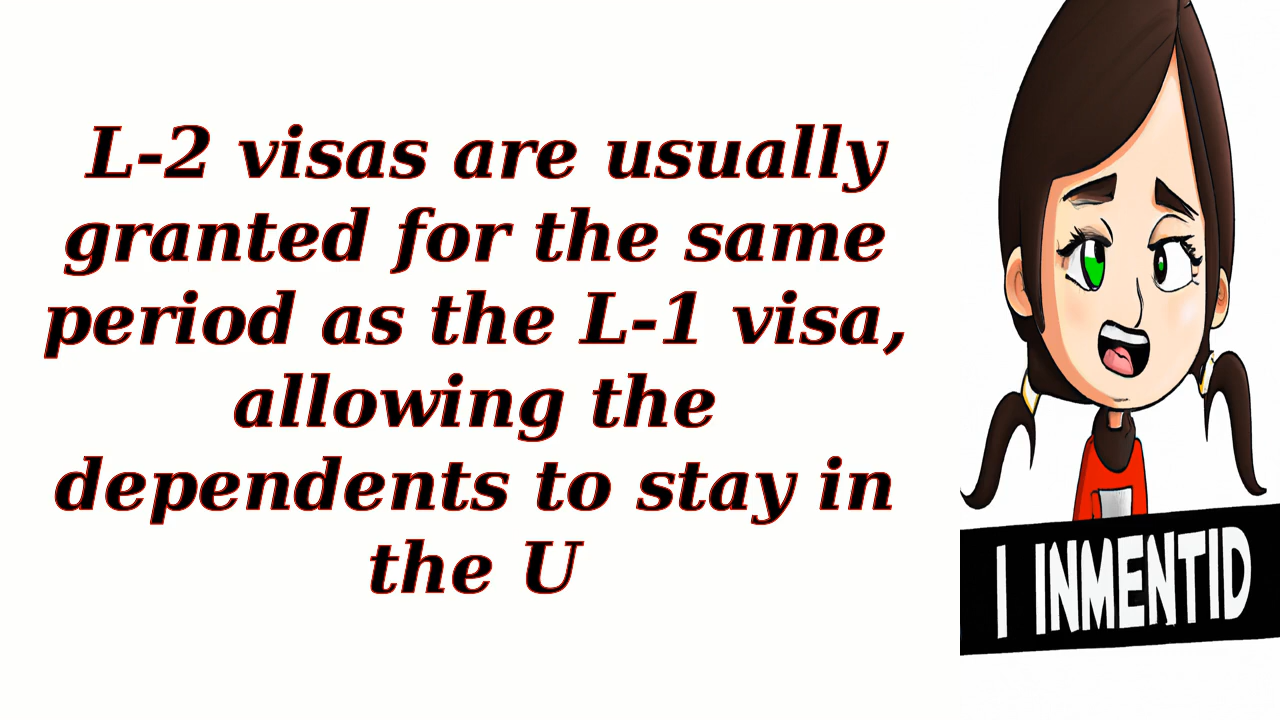 L-2 visas are usually
granted for the same
period as the L-1 visa,
allowing the
dependents to stay in
the U
I INMENTID